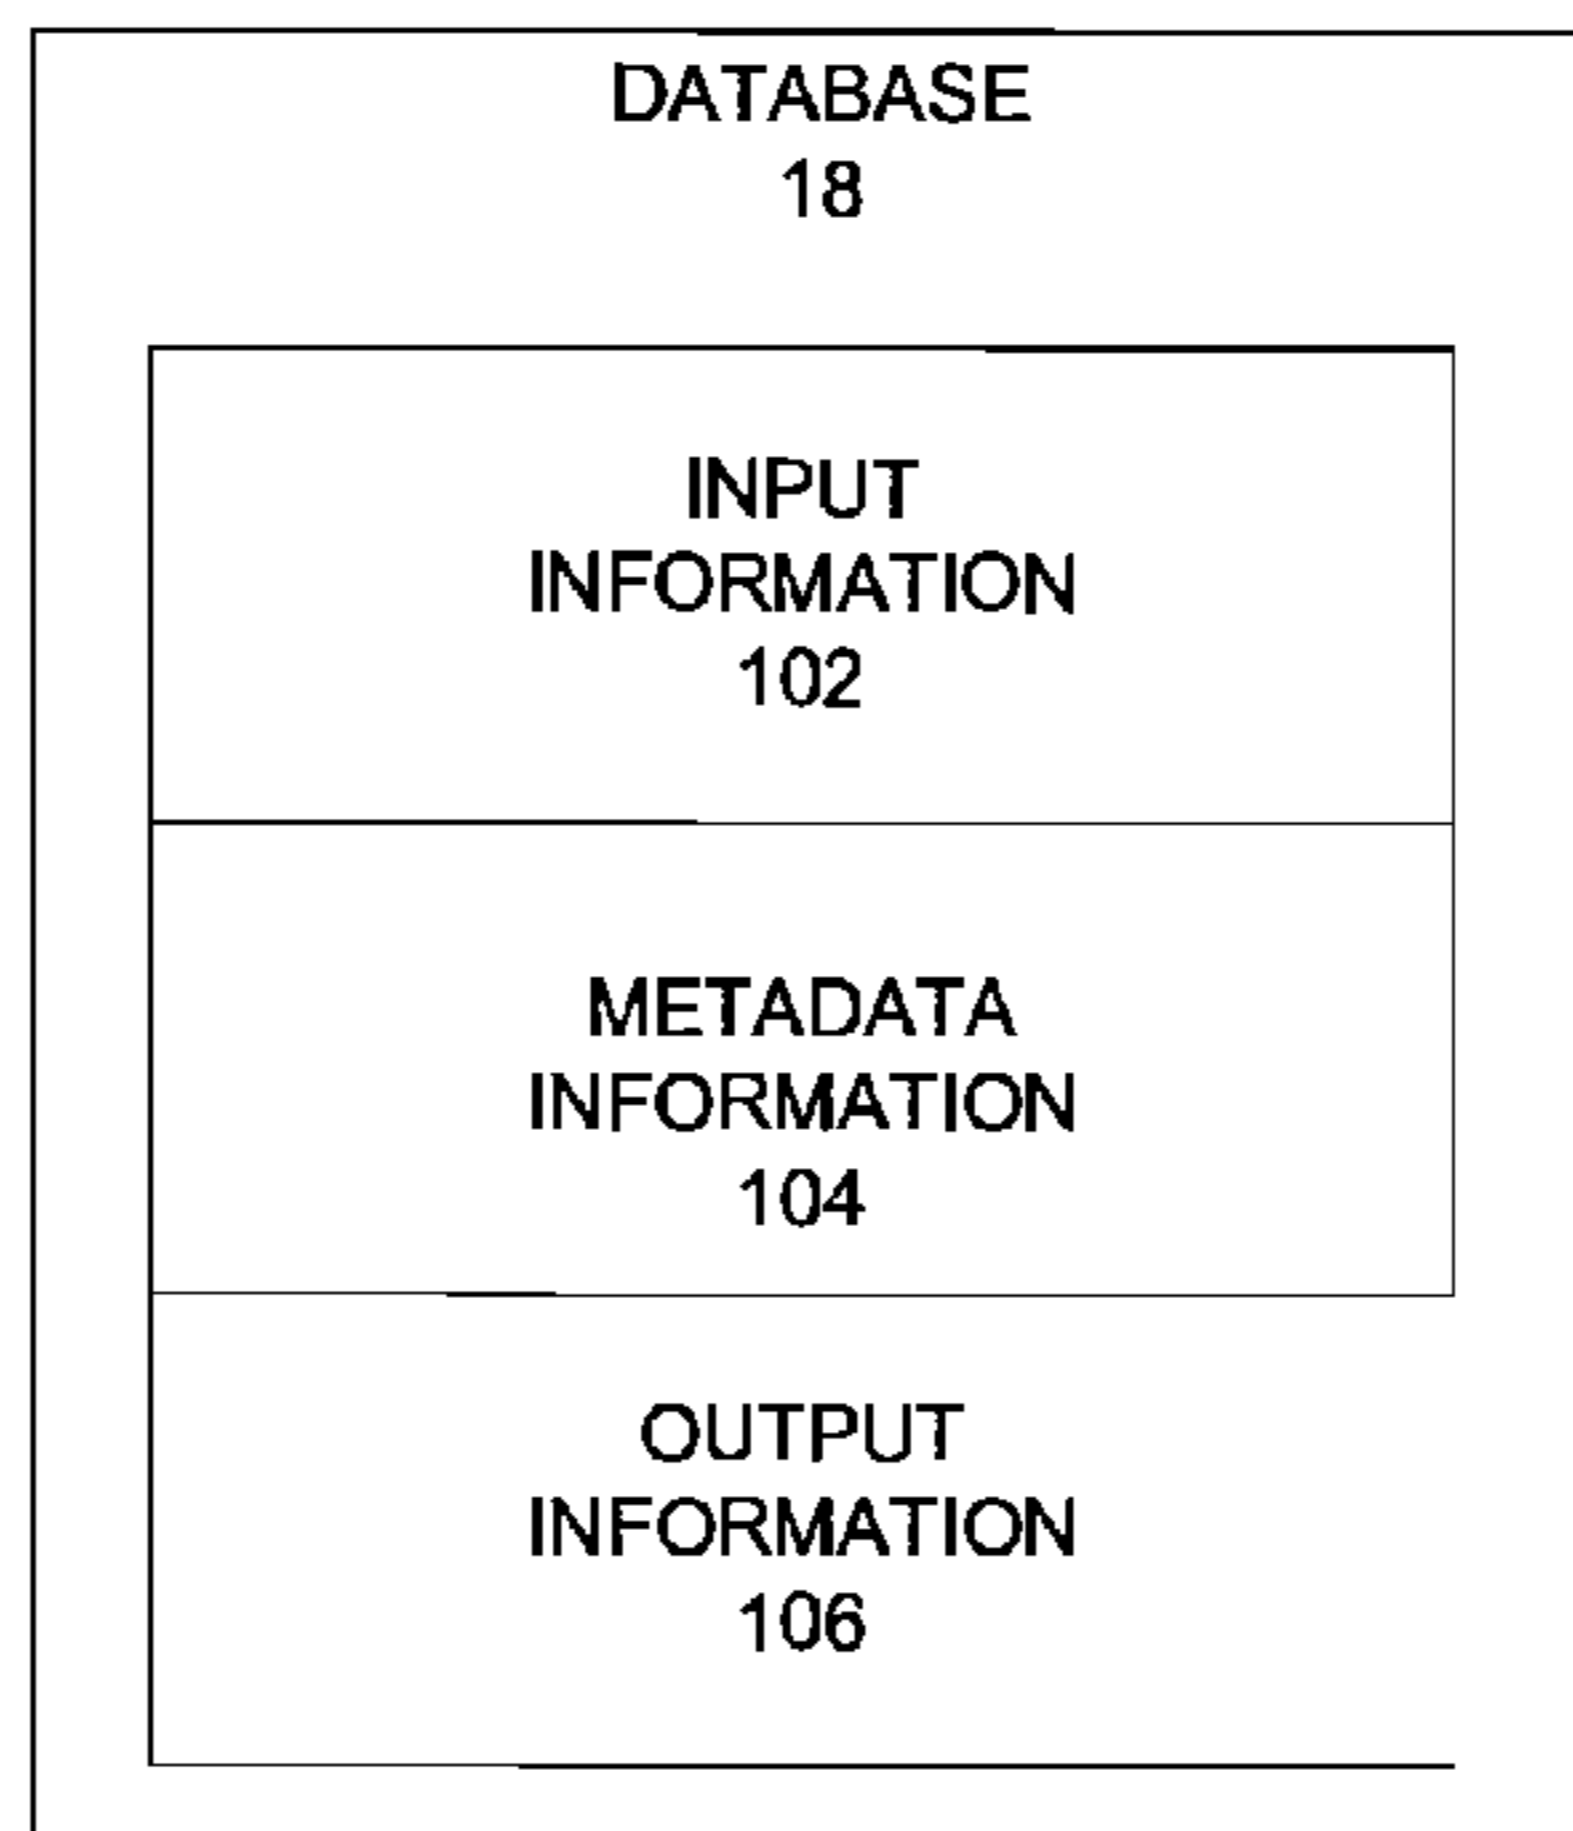 DATABASE
18
INPUT
INFORMATION
102
METADATA
INFORMATION
104
OUTPUT
INFORMATION
106